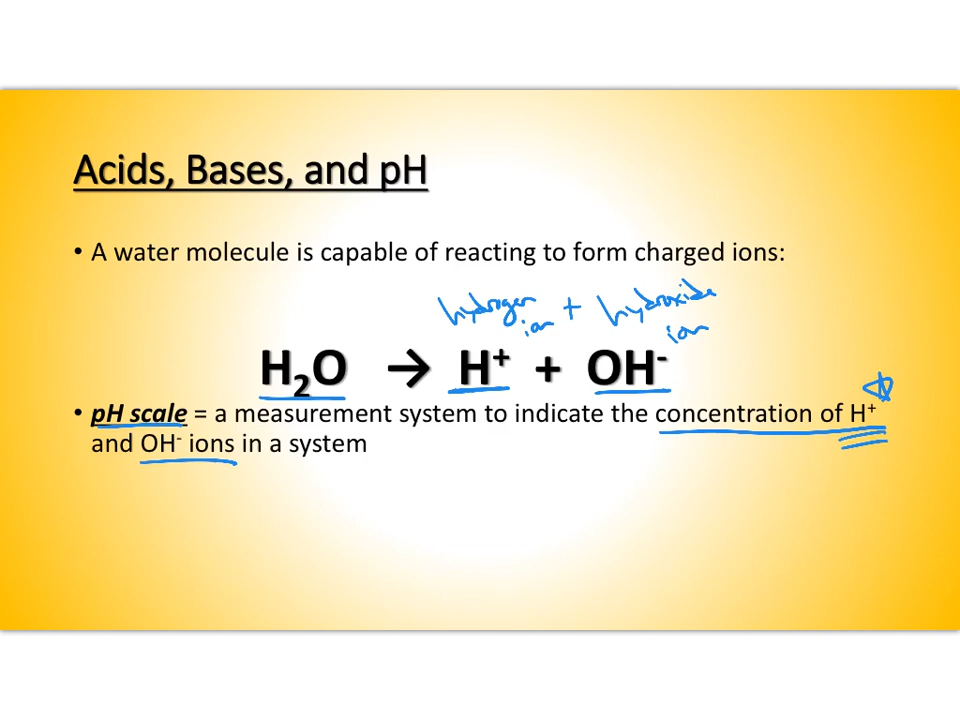 Acids, Bases, and pH
• A water molecule is capable of reacting to form charged ions:
hydrogen ion + hydroxide ion
H₂O → H⁺ + OH⁻
• pH scale = a measurement system to indicate the concentration of H⁺
and OH⁻ ions in a system